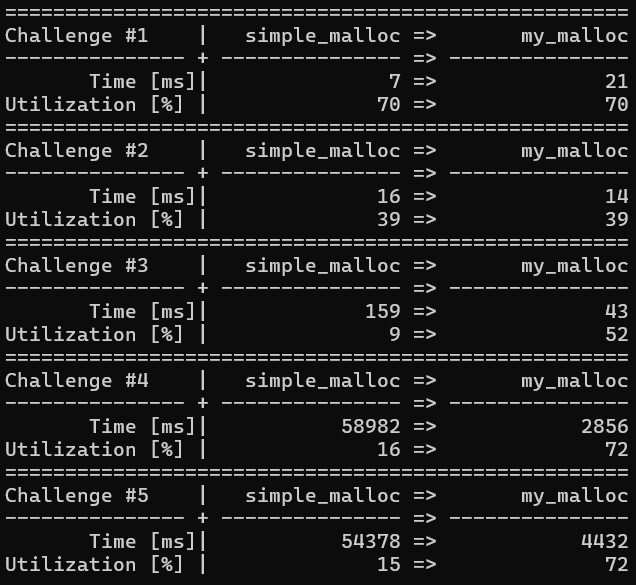 ====================================================
Challenge #1    |   simple_malloc =>       my_malloc
--------------- + --------------- => ---------------
       Time [ms]|               7 =>              21
Utilization [%] |              70 =>              70
====================================================
Challenge #2    |   simple_malloc =>       my_malloc
--------------- + --------------- => ---------------
       Time [ms]|              16 =>              14
Utilization [%] |              39 =>              39
====================================================
Challenge #3    |   simple_malloc =>       my_malloc
--------------- + --------------- => ---------------
       Time [ms]|             159 =>              43
Utilization [%] |               9 =>              52
====================================================
Challenge #4    |   simple_malloc =>       my_malloc
--------------- + --------------- => ---------------
       Time [ms]|           58982 =>            2856
Utilization [%] |              16 =>              72
====================================================
Challenge #5    |   simple_malloc =>       my_malloc
--------------- + --------------- => ---------------
       Time [ms]|           54378 =>            4432
Utilization [%] |              15 =>              72